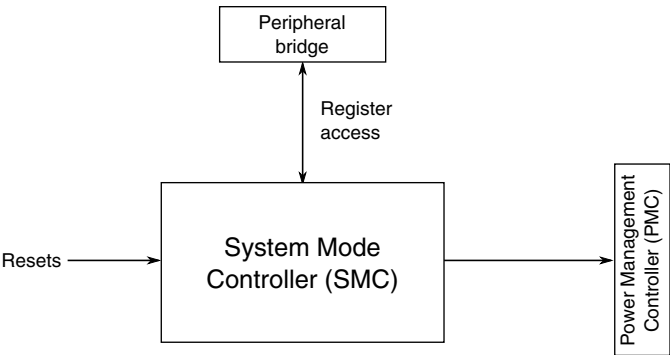 Peripheral
bridge
Register
access
Resets
System Mode
Controller (SMC)
Power Management
Controller (PMC)